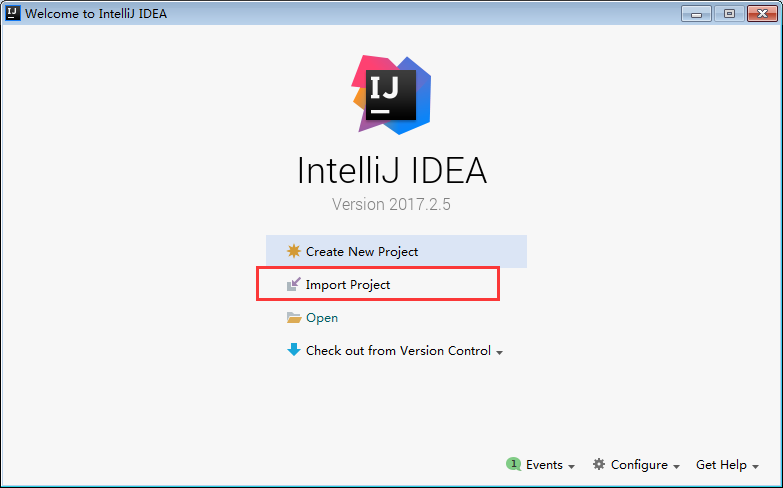 Welcome to IntelliJ IDEA
IJ
IntelliJ IDEA
Version 2017.2.5
Create New Project
Import Project
Open
Check out from Version Control
1 Events Configure Get Help